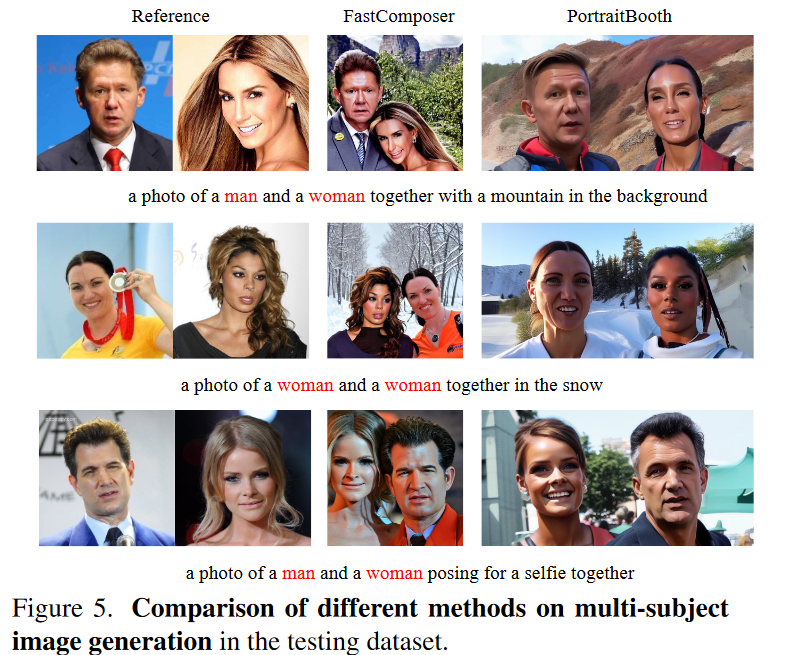 Reference FastComposer PortraitBooth
a photo of a man and a woman together with a mountain in the background
a photo of a woman and a woman together in the snow
a photo of a man and a woman posing for a selfie together
Figure 5. Comparison of different methods on multi-subject
image generation in the testing dataset.